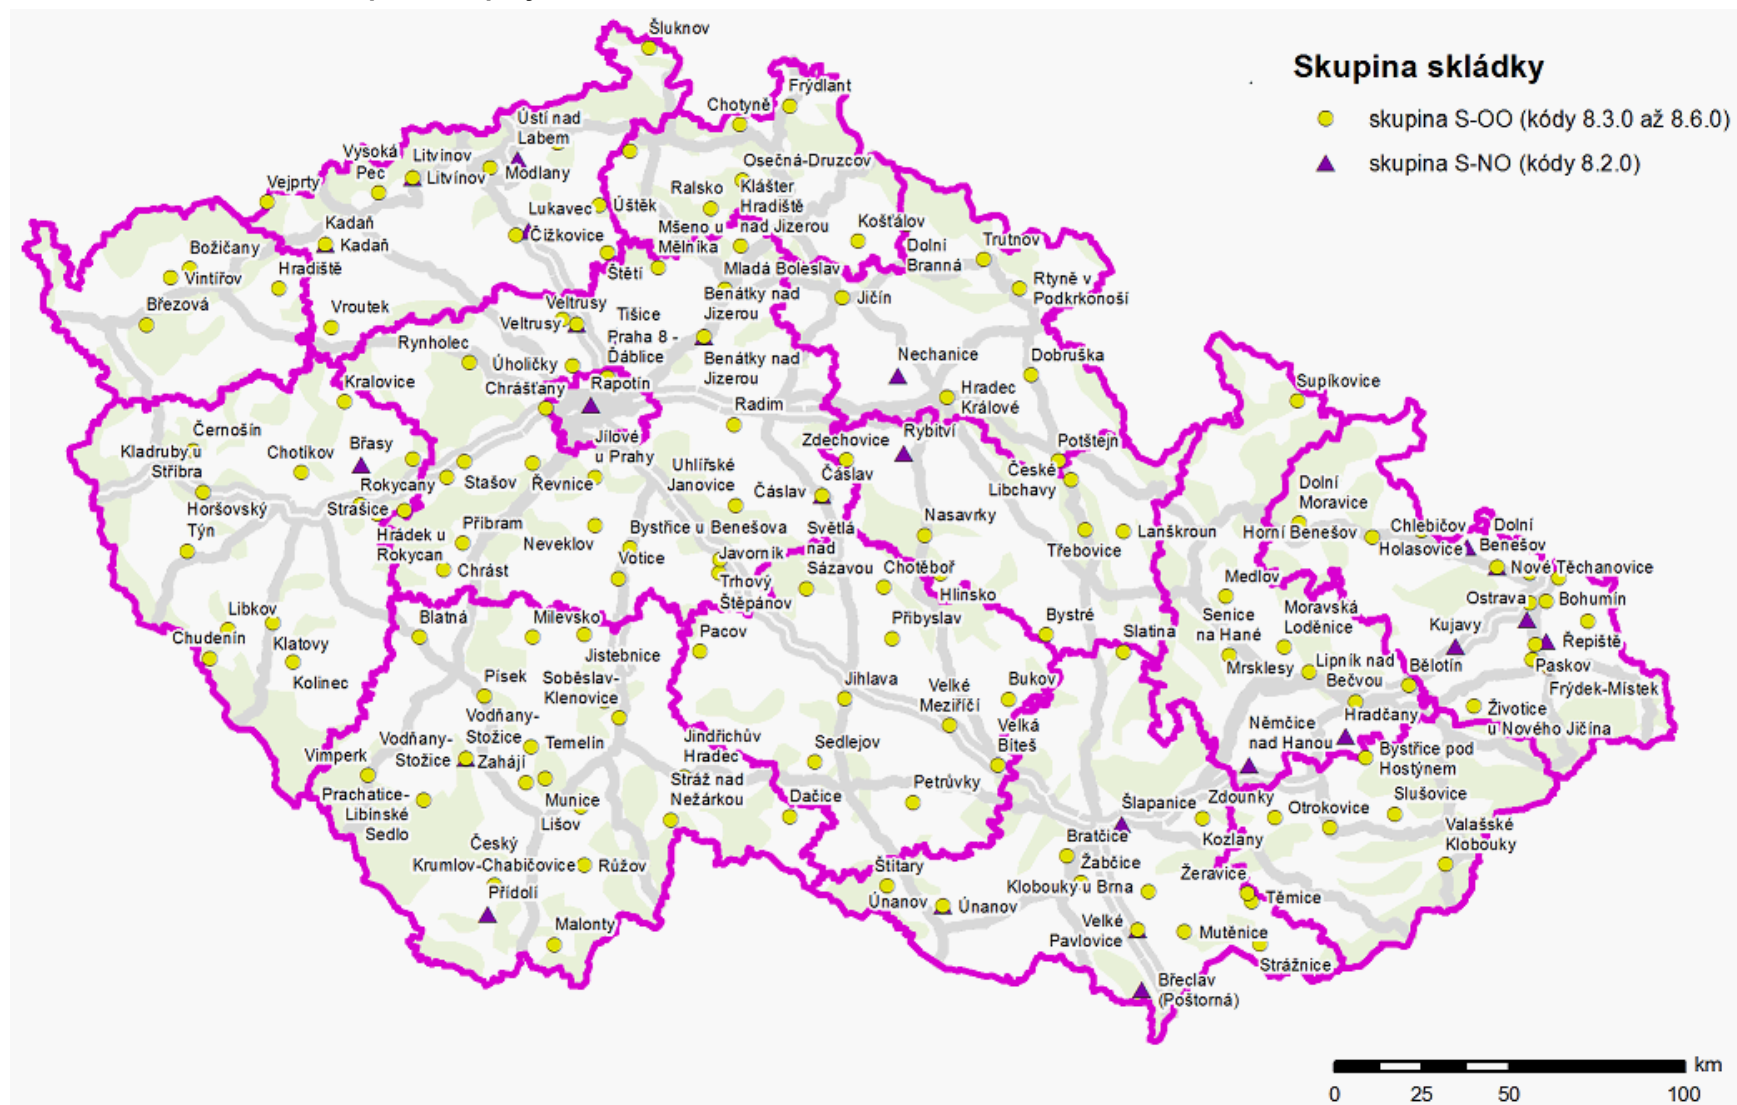 Šluknov
Skupina skládky
Frýdlant
Chotyně
skupina S-OO (kódy 8.3.0 až 8.6.0)
Ústí nad
Labem
Vysoká
Pec
Litvínov
Litvínov
Modlany
Osečná-Druzcov
skupina S-NO (kódy 8.2.0)
Vejprty
Ralsko
Klášter
Hradiště
nad Jizerou
Lukavec
Úštěk
Kadaň
Kadaň
Čížkovice
Mšeno u
Mělníka
Košťálov
Dolní
Branná
Trutnov
Božičany
Vintířov
Hradiště
Štětí
Mladá Boleslav
Rtyně v
Podkrkonoší
Březová
Vroutek
Veltrusy
Veltrusy
Tišice
Benátky nad
Jizerou
Jičín
Rynholec
Úholičky
Praha 8 -
Ďáblice
Benátky nad
Jizerou
Nechanice
Dobruška
Kralovice
Chrášťany
Rapotín
Radim
Hradec
Králové
Supíkovice
Černošín
Kladruby u
Stříbra
Chotíkov
Břasy
Jílové
u Prahy
Zdechovice
Rybitví
Potštejn
Uhlířské
Janovice
Čáslav
Čáslav
České
Libchavy
Rokycany
Stašov
Řevnice
Dolní
Moravice
Horšovský
Týn
Strašice
Hrádek u
Rokycan
Příbram
Neveklov
Bystřice u Benešova
Světlá
nad
Sázavou
Nasavrky
Třebovice
Lanškroun
Horní Benešov
Chlebičov
Holasovice
Dolní
Benešov
Chrást
Votice
Javorník
Trhový
Štěpánov
Chotěboř
Hlinsko
Medlov
Nové Těchanovice
Libkov
Chudenín
Klatovy
Kolinec
Blatná
Milevsko
Jistebnice
Pacov
Přibyslav
Bystré
Slatina
Senice
na Hané
Moravská
Loděnice
Ostrava
Bohumín
Kujavy
Řepiště
Mrsklesy
Lipník nad
Bečvou
Bělotín
Paskov
Frýdek-Místek
Písek
Soběslav-
Klenovice
Jihlava
Velké
Meziříčí
Bukov
Vodňany-
Stožice
Vodňany-
Stožice
Zahájí
Temelín
Jindřichův
Hradec
Sedlejov
Velká
Bíteš
Němčice
nad Hanou
Hradčany
Životice
u Nového Jičína
Vimperk
Stráž nad
Nežárkou
Bystřice pod
Hostýnem
Prachatice-
Libínské
Sedlo
Munice
Lišov
Dačice
Petrůvky
Šlapanice
Zdounky
Otrokovice
Slušovice
Český
Krumlov-Chabičovice
Růžov
Bratčice
Kozlany
Valašské
Klobouky
Přídolí
Štítary
Žabčice
Klobouky u Brna
Žeravice
Únanov
Únanov
Těmice
Malonty
Velké
Pavlovice
Mutěnice
Strážnice
Břeclav
(Poštorná)
km
0 25 50 100